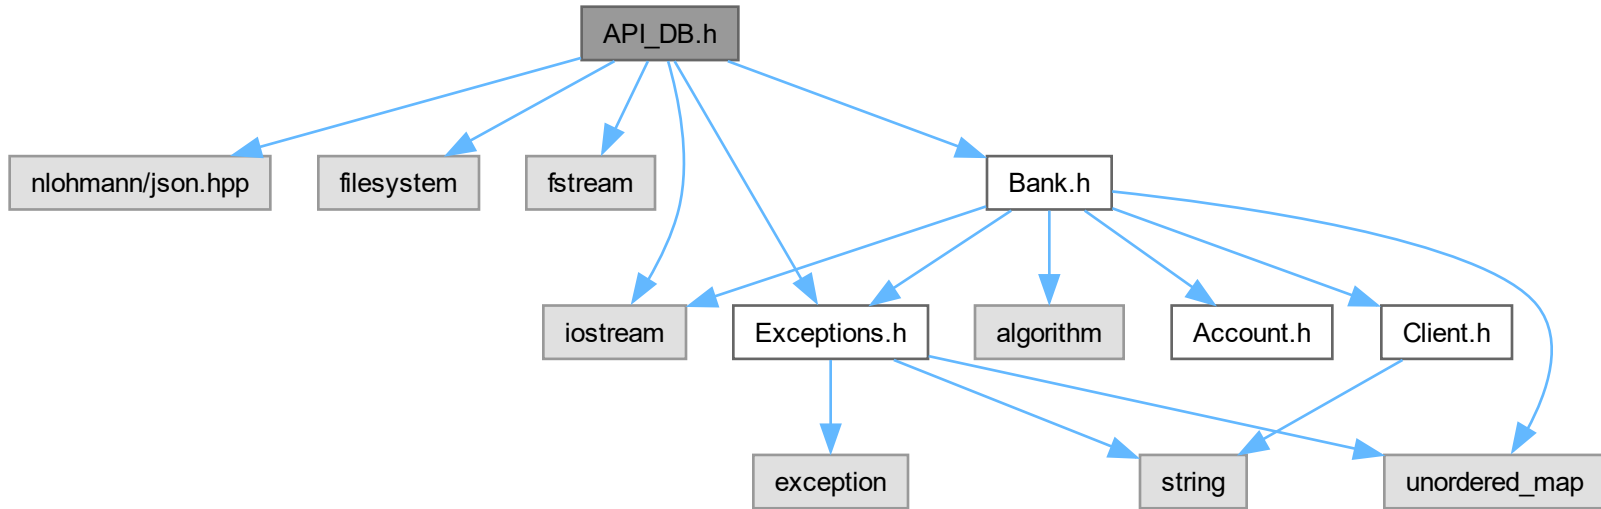 API_DB.h
nlohmann/json.hpp
filesystem
fstream
Bank.h
iostream
Exceptions.h
algorithm
Account.h
Client.h
exception
string
unordered_map